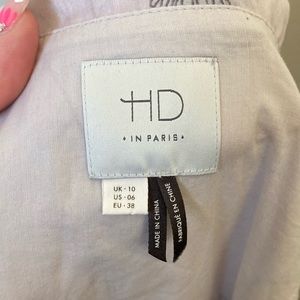 HD
• IN PARIS •
UK • 10
US • 06
EU • 38
MADE IN CHINA
FABRIQUÉ EN CHINE